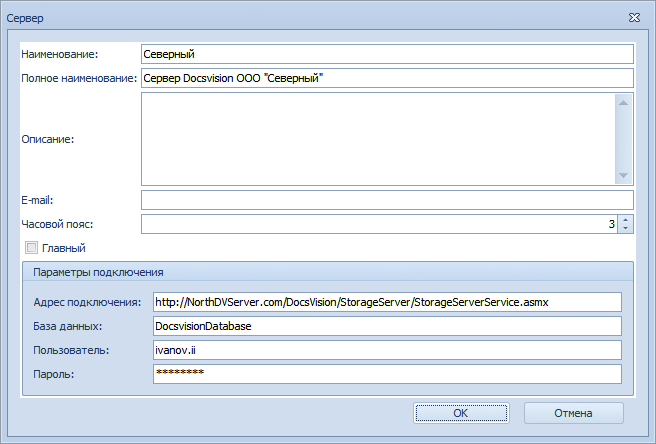 Сервер
Наименование: Северный
Полное наименование: Сервер Docsvision ООО "Северный"
Описание:
E-mail:
Часовой пояс: 3
Главный
Параметры подключения
Адрес подключения: http://NorthDVServer.com/DocsVision/StorageServer/StorageServerService.asmx
База данных: DocsvisionDatabase
Пользователь: ivanov.ii
Пароль: ********
OK Отмена